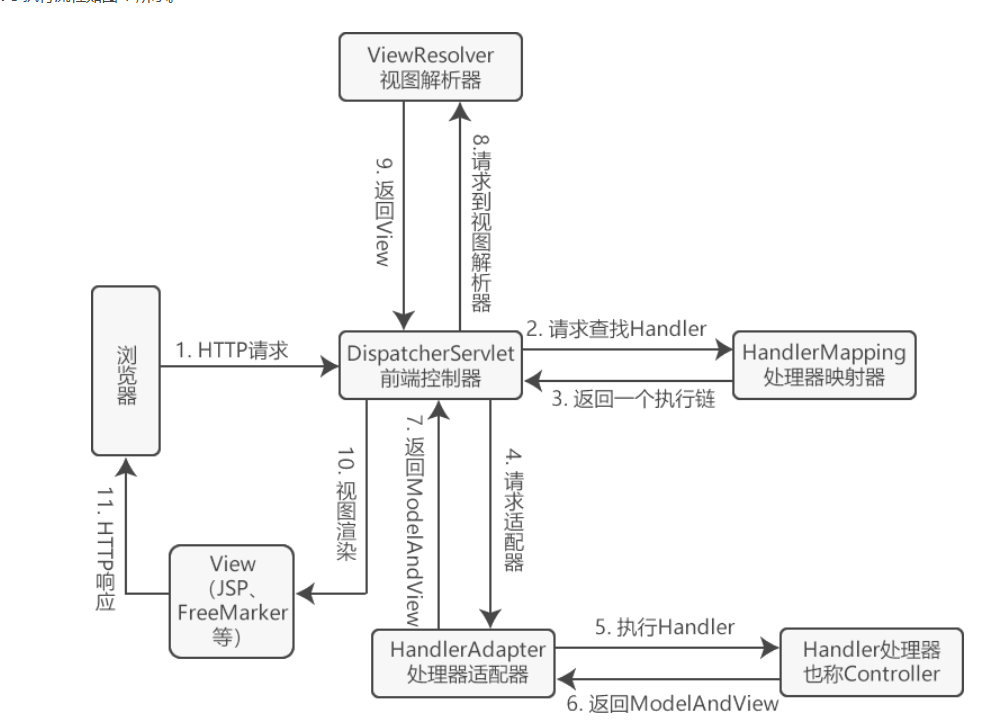 ViewResolver
视图解析器
9. 返回View
8.请求到视图解析器
浏览器
1. HTTP请求
DispatcherServlet
前端控制器
2. 请求查找Handler
3. 返回一个执行链
HandlerMapping
处理器映射器
10. 视图渲染
7. 返回ModelAndView
4. 请求适配器
11. HTTP响应
View
(JSP、
FreeMarker
等)
HandlerAdapter
处理器适配器
5. 执行Handler
6. 返回ModelAndView
Handler处理器
也称Controller